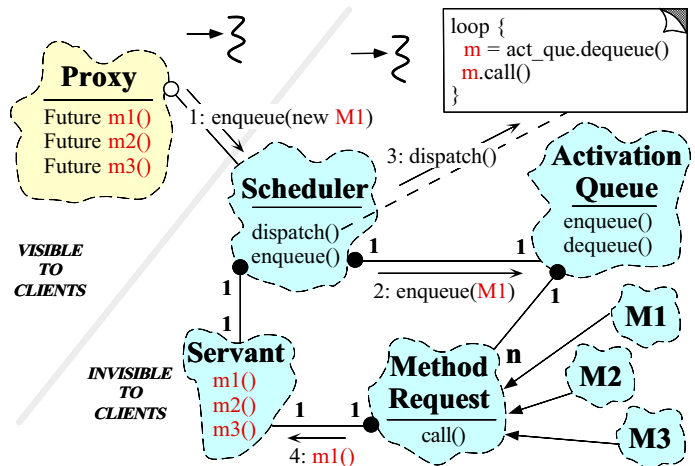 loop {
m = act_que.dequeue()
m.call()
}
Proxy
Future m1()
Future m2()
Future m3()
1: enqueue(new M1)
3: dispatch()
Scheduler
dispatch()
enqueue()
Activation
Queue
enqueue()
dequeue()
VISIBLE
TO
CLIENTS
1
1
2: enqueue(M1)
1
1
1
n
Servant
m1()
m2()
m3()
INVISIBLE
TO
CLIENTS
Method
Request
call()
M1
M2
M3
1
1
4: m1()